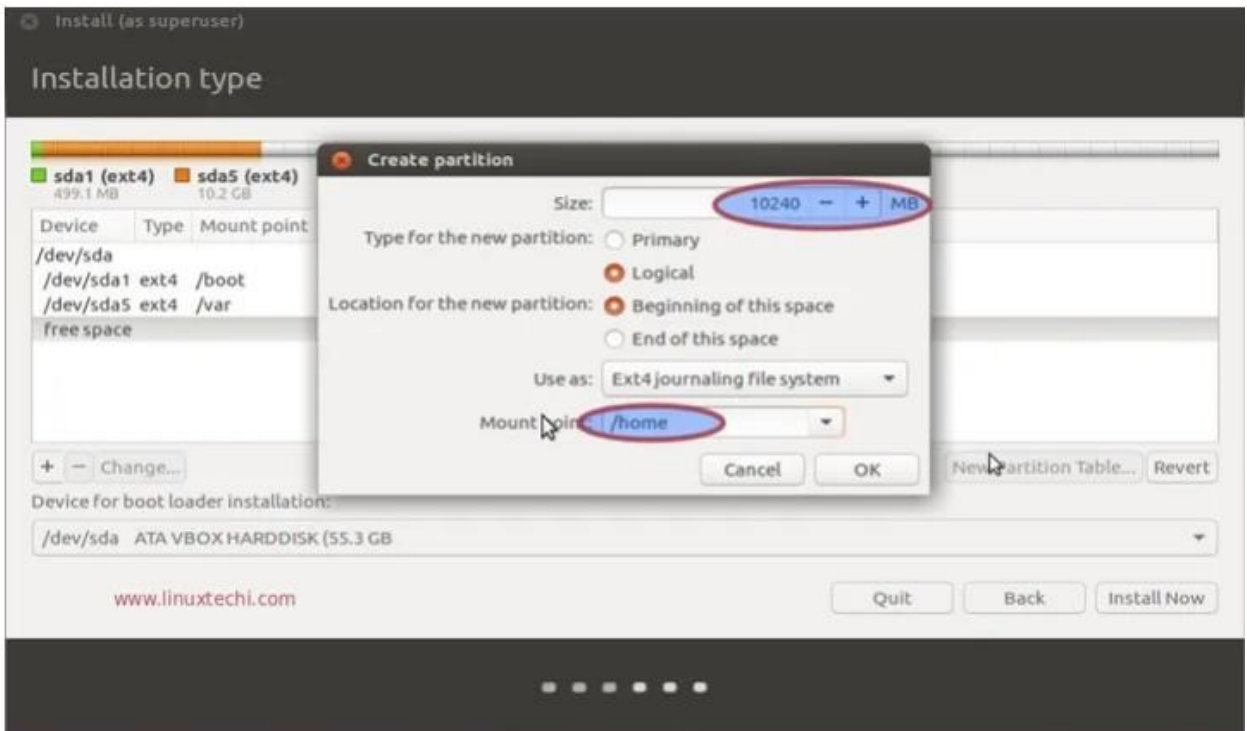 Install (as superuser)
Installation type
sda1 (ext4) sda5 (ext4)
499.1 MB 10.2 GB
Device Type Mount point
/dev/sda
/dev/sda1 ext4 /boot
/dev/sda5 ext4 /var
free space
+ − Change...
Create partition
Size: 10240 − + MB
Type for the new partition: Primary
Logical
Location for the new partition: Beginning of this space
End of this space
Use as: Ext4 journaling file system
Mount point: /home
Cancel OK
New Partition Table... Revert
Device for boot loader installation:
/dev/sda ATA VBOX HARDDISK (55.3 GB
www.linuxtechi.com
Quit Back Install Now